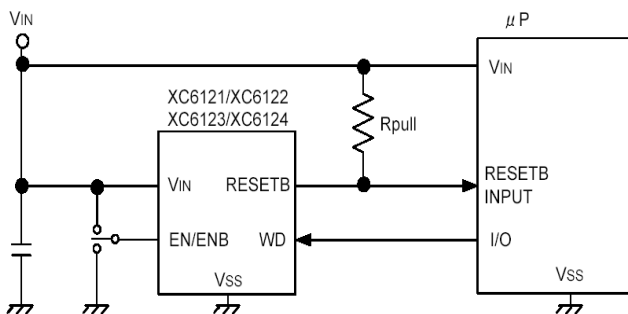 VIN
μP
XC6121/XC6122
XC6123/XC6124
VIN
Rpull
VIN
RESETB
RESETB
INPUT
EN/ENB
WD
I/O
VSS
VSS